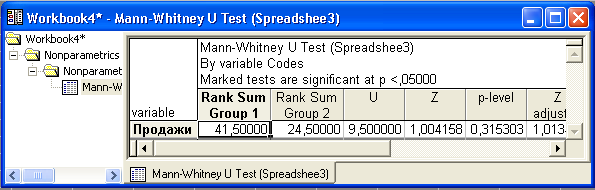 Workbook4* - Mann-Whitney U Test (Spreadshee3)
Workbook4*
Nonparametrics
Nonparamet
Mann-W
Mann-Whitney U Test (Spreadshee3)
By variable Codes
Marked tests are significant at p <,05000
variable Rank Sum Group 1 Rank Sum Group 2 U Z p-level Z adjust
Продажи 41,50000 24,50000 9,500000 1,004158 0,315303 1,013
Mann-Whitney U Test (Spreadshee3)